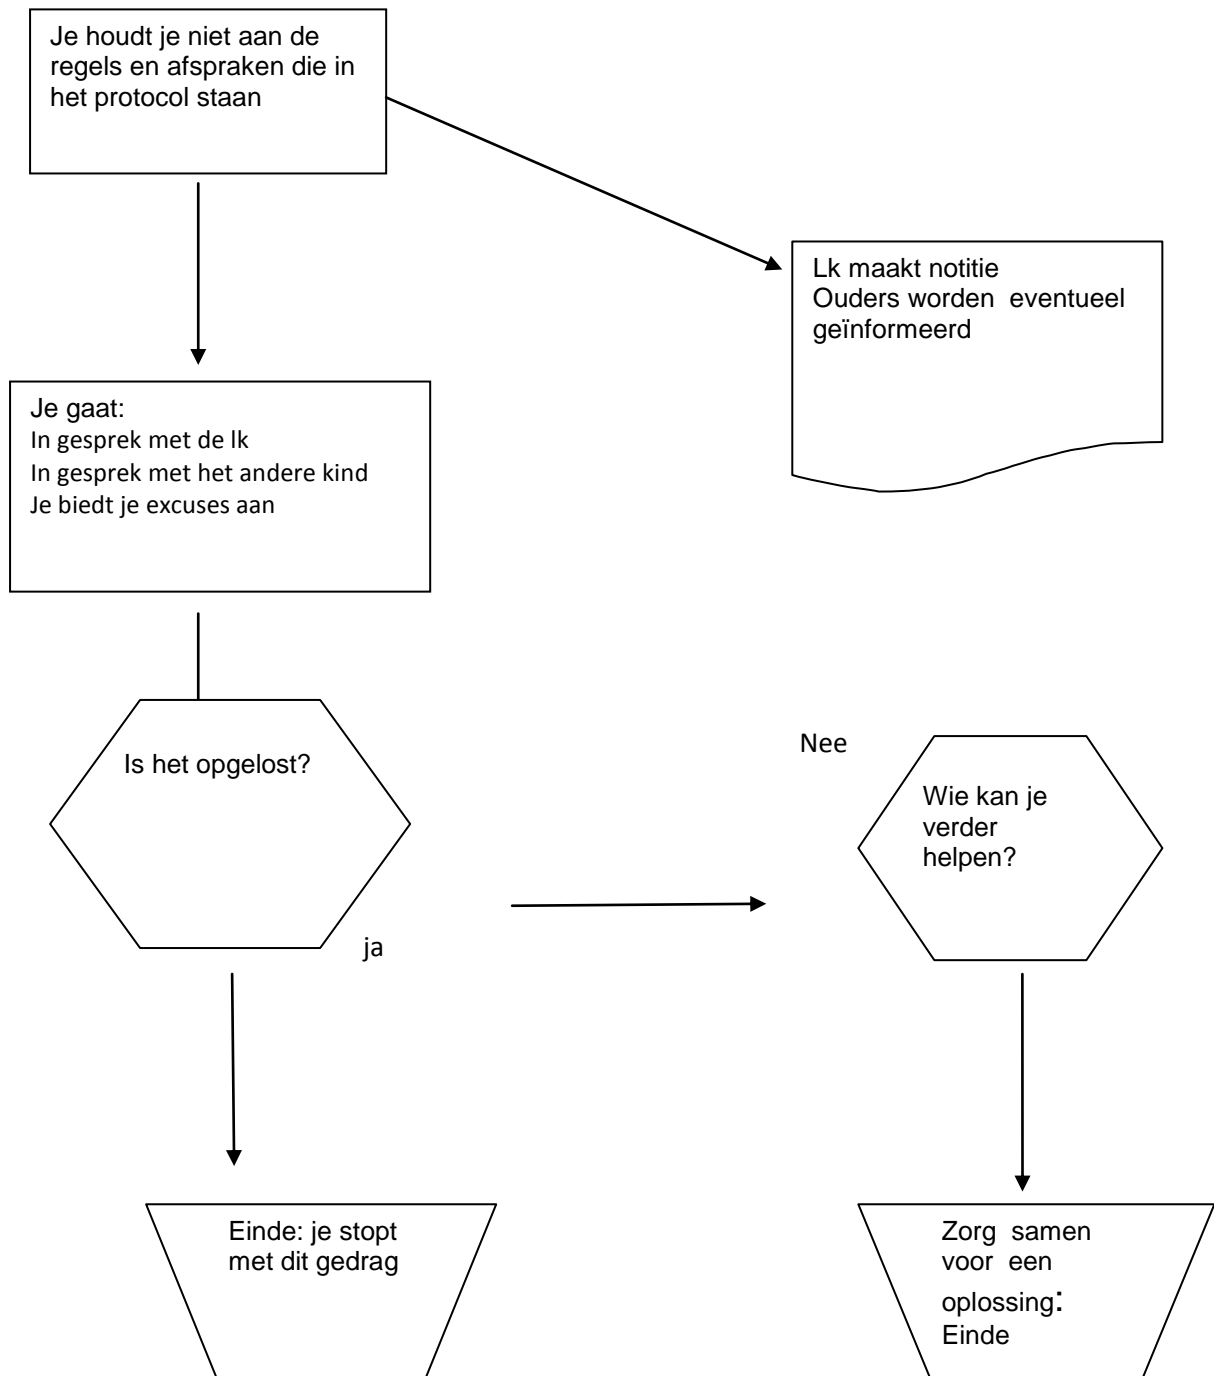 Je houdt je niet aan de
regels en afspraken die in
het protocol staan
Lk maakt notitie
Ouders worden eventueel
geïnformeerd
Je gaat:
In gesprek met de lk
In gesprek met het andere kind
Je biedt je excuses aan
Is het opgelost?
ja
Nee
Wie kan je
verder
helpen?
Einde: je stopt
met dit gedrag
Zorg samen
voor een
oplossing:
Einde